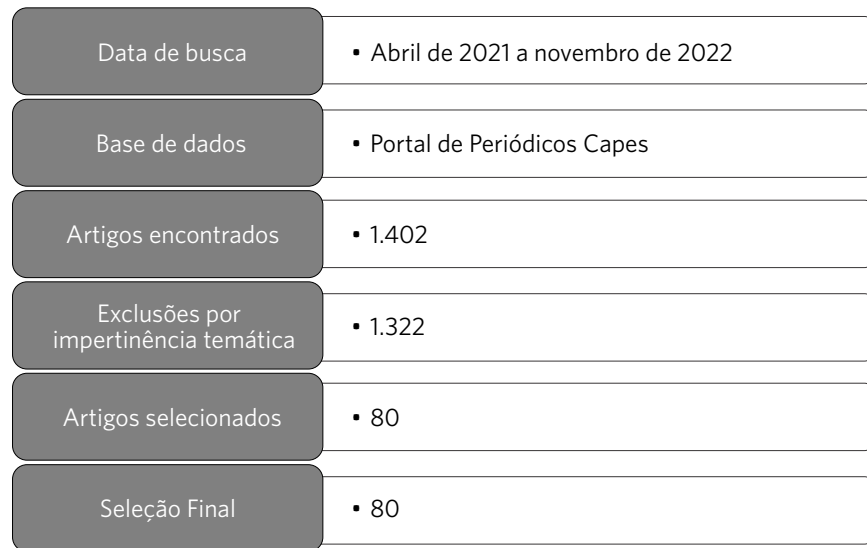 Data de busca
• Abril de 2021 a novembro de 2022
Base de dados
• Portal de Periódicos Capes
Artigos encontrados
• 1.402
Exclusões por
impertinência temática
• 1.322
Artigos selecionados
• 80
Seleção Final
• 80